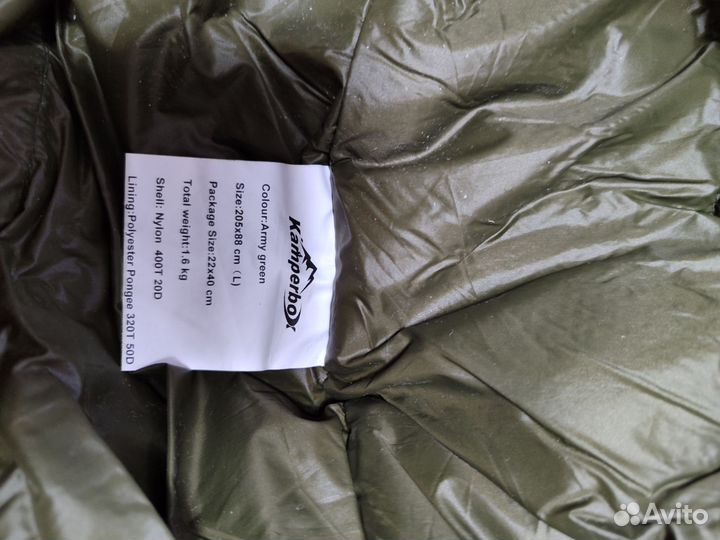 Kamperbox
Colour:Army green
Size:205x88 cm (L)
Package Size:22x40 cm
Total weight:1.6 kg
Shell: Nylon 400T 20D
Lining:Polyester Pongee 320T 50D
Avito